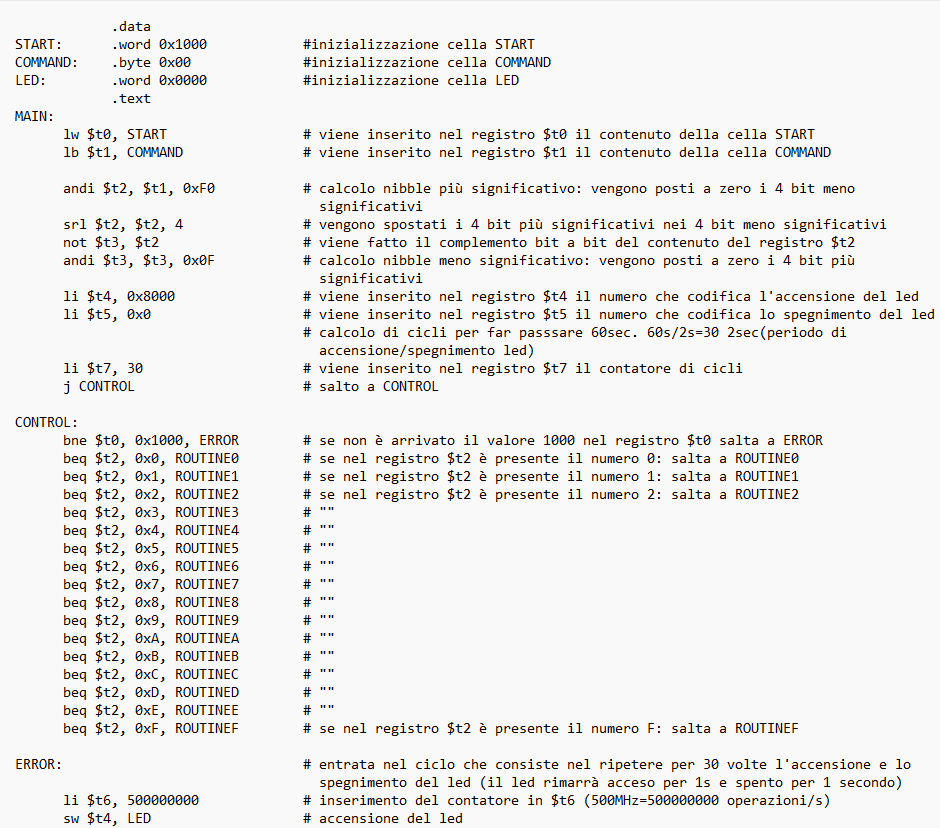 .data
START: .word 0x1000 #inizializzazione cella START
COMMAND: .byte 0x00 #inizializzazione cella COMMAND
LED: .word 0x0000 #inizializzazione cella LED
.text
MAIN:
lw $t0, START # viene inserito nel registro $t0 il contenuto della cella START
lb $t1, COMMAND # viene inserito nel registro $t1 il contenuto della cella COMMAND
andi $t2, $t1, 0xF0 # calcolo nibble più significativo: vengono posti a zero i 4 bit meno
significativi
srl $t2, $t2, 4 # vengono spostati i 4 bit più significativi nei 4 bit meno significativi
not $t3, $t2 # viene fatto il complemento bit a bit del contenuto del registro $t2
andi $t3, $t3, 0x0F # calcolo nibble meno significativo: vengono posti a zero i 4 bit più
significativi
li $t4, 0x8000 # viene inserito nel registro $t4 il numero che codifica l'accensione del led
li $t5, 0x0 # viene inserito nel registro $t5 il numero che codifica lo spegnimento del led
# calcolo di cicli per far passsare 60sec. 60s/2s=30 2sec(periodo di
accensione/spegnimento led)
li $t7, 30 # viene inserito nel registro $t7 il contatore di cicli
j CONTROL # salto a CONTROL
CONTROL:
bne $t0, 0x1000, ERROR # se non è arrivato il valore 1000 nel registro $t0 salta a ERROR
beq $t2, 0x0, ROUTINE0 # se nel registro $t2 è presente il numero 0: salta a ROUTINE0
beq $t2, 0x1, ROUTINE1 # se nel registro $t2 è presente il numero 1: salta a ROUTINE1
beq $t2, 0x2, ROUTINE2 # se nel registro $t2 è presente il numero 2: salta a ROUTINE2
beq $t2, 0x3, ROUTINE3 # ""
beq $t2, 0x4, ROUTINE4 # ""
beq $t2, 0x5, ROUTINE5 # ""
beq $t2, 0x6, ROUTINE6 # ""
beq $t2, 0x7, ROUTINE7 # ""
beq $t2, 0x8, ROUTINE8 # ""
beq $t2, 0x9, ROUTINE9 # ""
beq $t2, 0xA, ROUTINEA # ""
beq $t2, 0xB, ROUTINEB # ""
beq $t2, 0xC, ROUTINEC # ""
beq $t2, 0xD, ROUTINED # ""
beq $t2, 0xE, ROUTINEE # ""
beq $t2, 0xF, ROUTINEF # se nel registro $t2 è presente il numero F: salta a ROUTINEF
ERROR: # entrata nel ciclo che consiste nel ripetere per 30 volte l'accensione e lo
spegnimento del led (il led rimarrà acceso per 1s e spento per 1 secondo)
li $t6, 500000000 # inserimento del contatore in $t6 (500MHz=500000000 operazioni/s)
sw $t4, LED # accensione del led